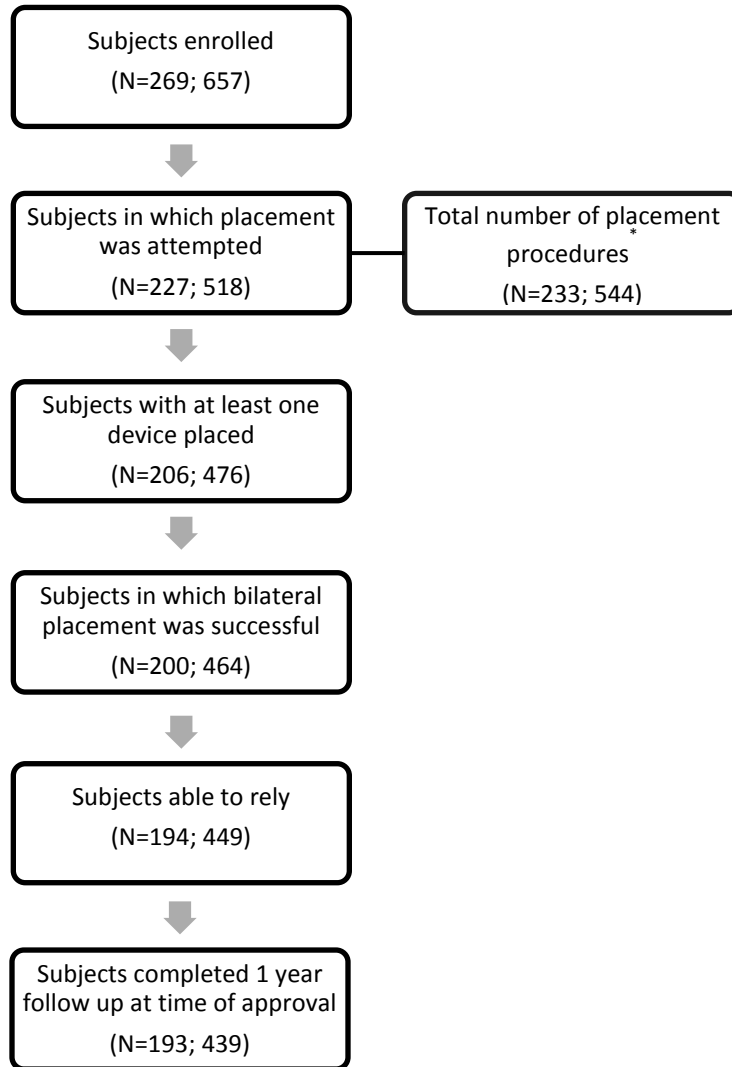 Subjects enrolled
(N=269; 657)
Subjects in which placement
was attempted
(N=227; 518)
Total number of placement
procedures*
(N=233; 544)
Subjects with at least one
device placed
(N=206; 476)
Subjects in which bilateral
placement was successful
(N=200; 464)
Subjects able to rely
(N=194; 449)
Subjects completed 1 year
follow up at time of approval
(N=193; 439)